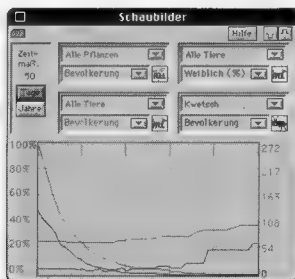 Schaubilder
Hilfe
Zeit-
maß.
50
Tage
Jahre
Alle Pflanzen
Bevölkerung
Alle Tiere
Weiblich (%)
Alle Tiere
Bevölkerung
Kwetsch
Bevölkerung
100%
80%
60%
40%
20%
0%
272
108
54
0